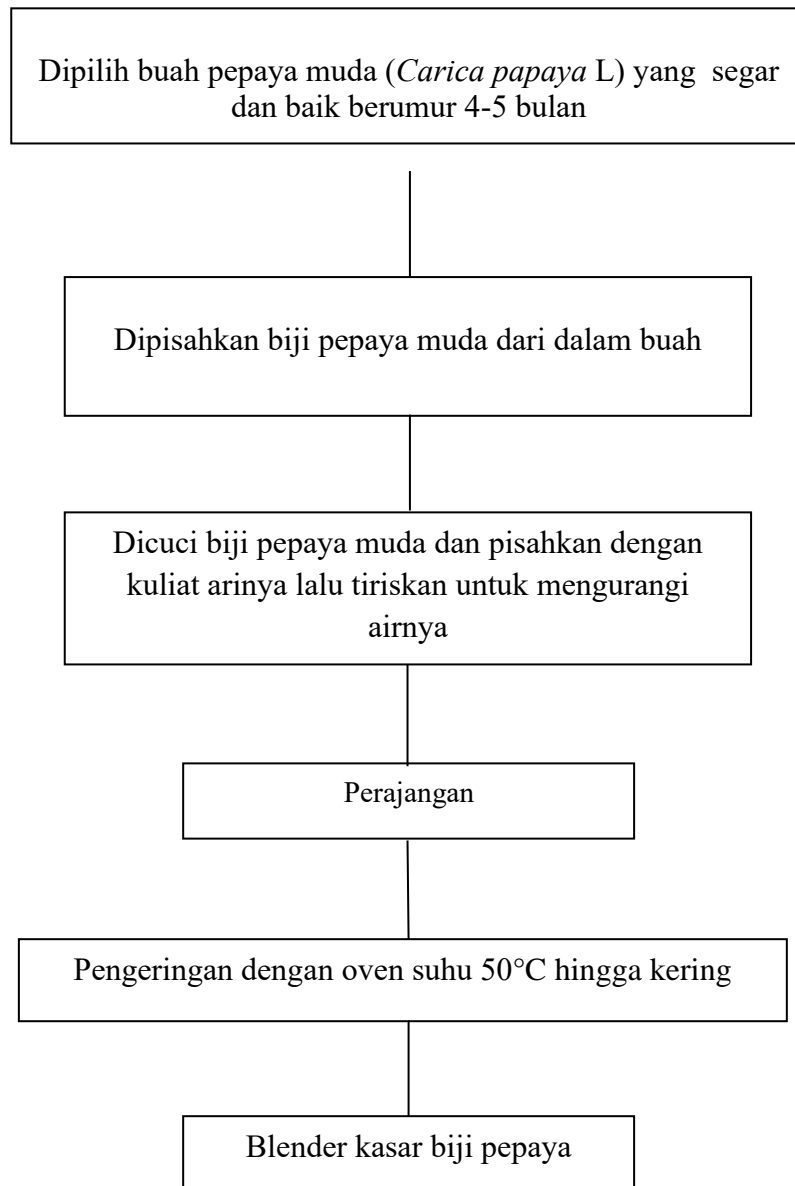 Dipilih buah pepaya muda (Carica papaya L) yang  segar
dan baik berumur 4-5 bulan
Dipisahkan biji pepaya muda dari dalam buah
Dicuci biji pepaya muda dan pisahkan dengan
kuliat arinya lalu tiriskan untuk mengurangi
airnya
Perajangan
Pengeringan dengan oven suhu 50°C hingga kering
Blender kasar biji pepaya